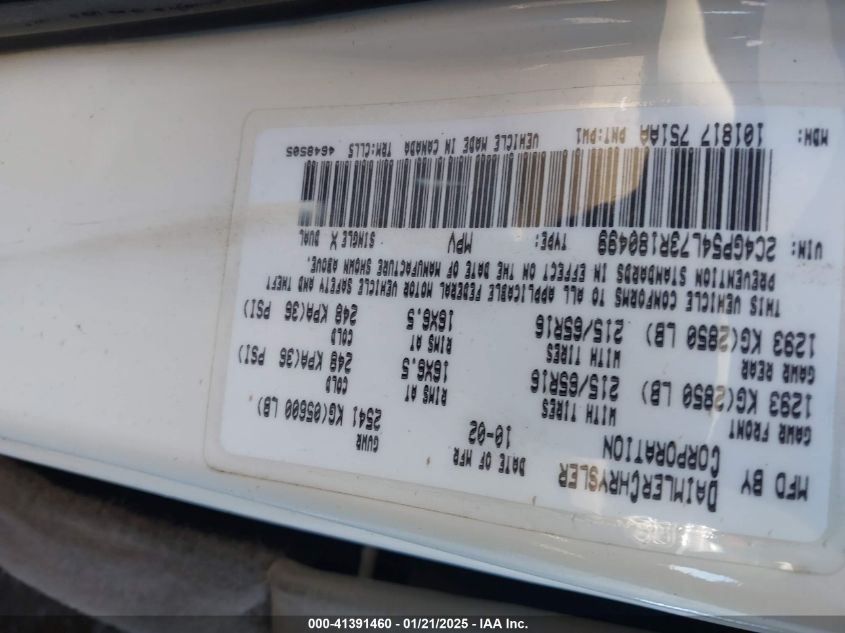 MFD BY DAIMLERCHRYSLER CORPORATION
DATE OF MFR 10-02
GVWR 2541 KG(05600 LB)
GAWR FRONT 1293 KG(2850 LB)
WITH TIRES 215/65R16
RIMS AT 16X6.5
COLD 248 KPA(36 PSI)
GAWR REAR 1293 KG(2850 LB)
WITH TIRES 215/65R16
RIMS AT 16X6.5
COLD 248 KPA(36 PSI)
THIS VEHICLE CONFORMS TO ALL APPLICABLE FEDERAL MOTOR VEHICLE SAFETY AND THEFT
PREVENTION STANDARDS IN EFFECT ON THE DATE OF MANUFACTURE SHOWN ABOVE.
VIN: 2C4GP54L73R180499 TYPE: MPV SINGLE X DUAL
MDH: 101817 751AA PNT:PW1 VEHICLE MADE IN CANADA TRM:CLL5 4648505
000-41391460 / 01/21/2025 / IAA Inc.